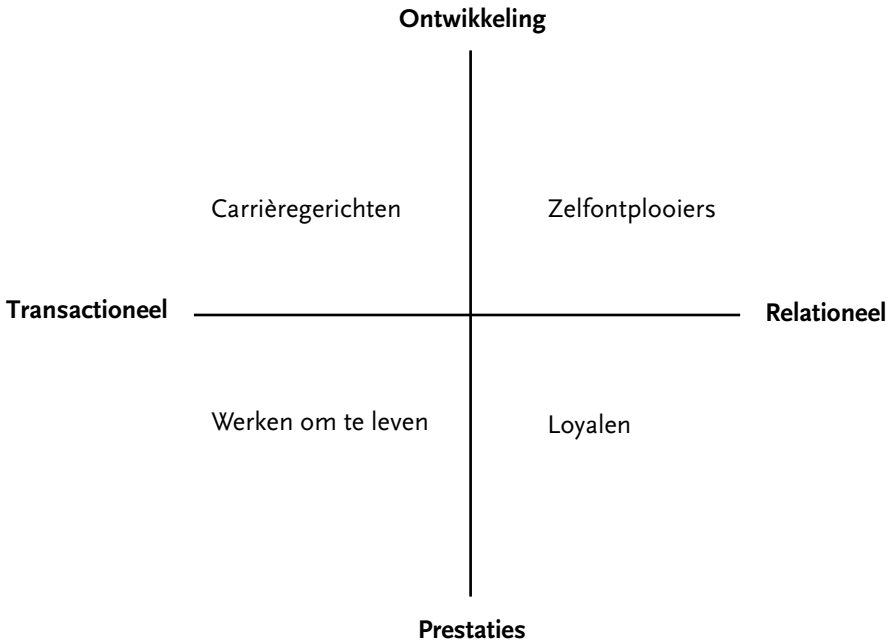 Ontwikkeling
Carrièregerichten
Zelfontplooiers
Transactioneel
Relationeel
Werken om te leven
Loyalen
Prestaties